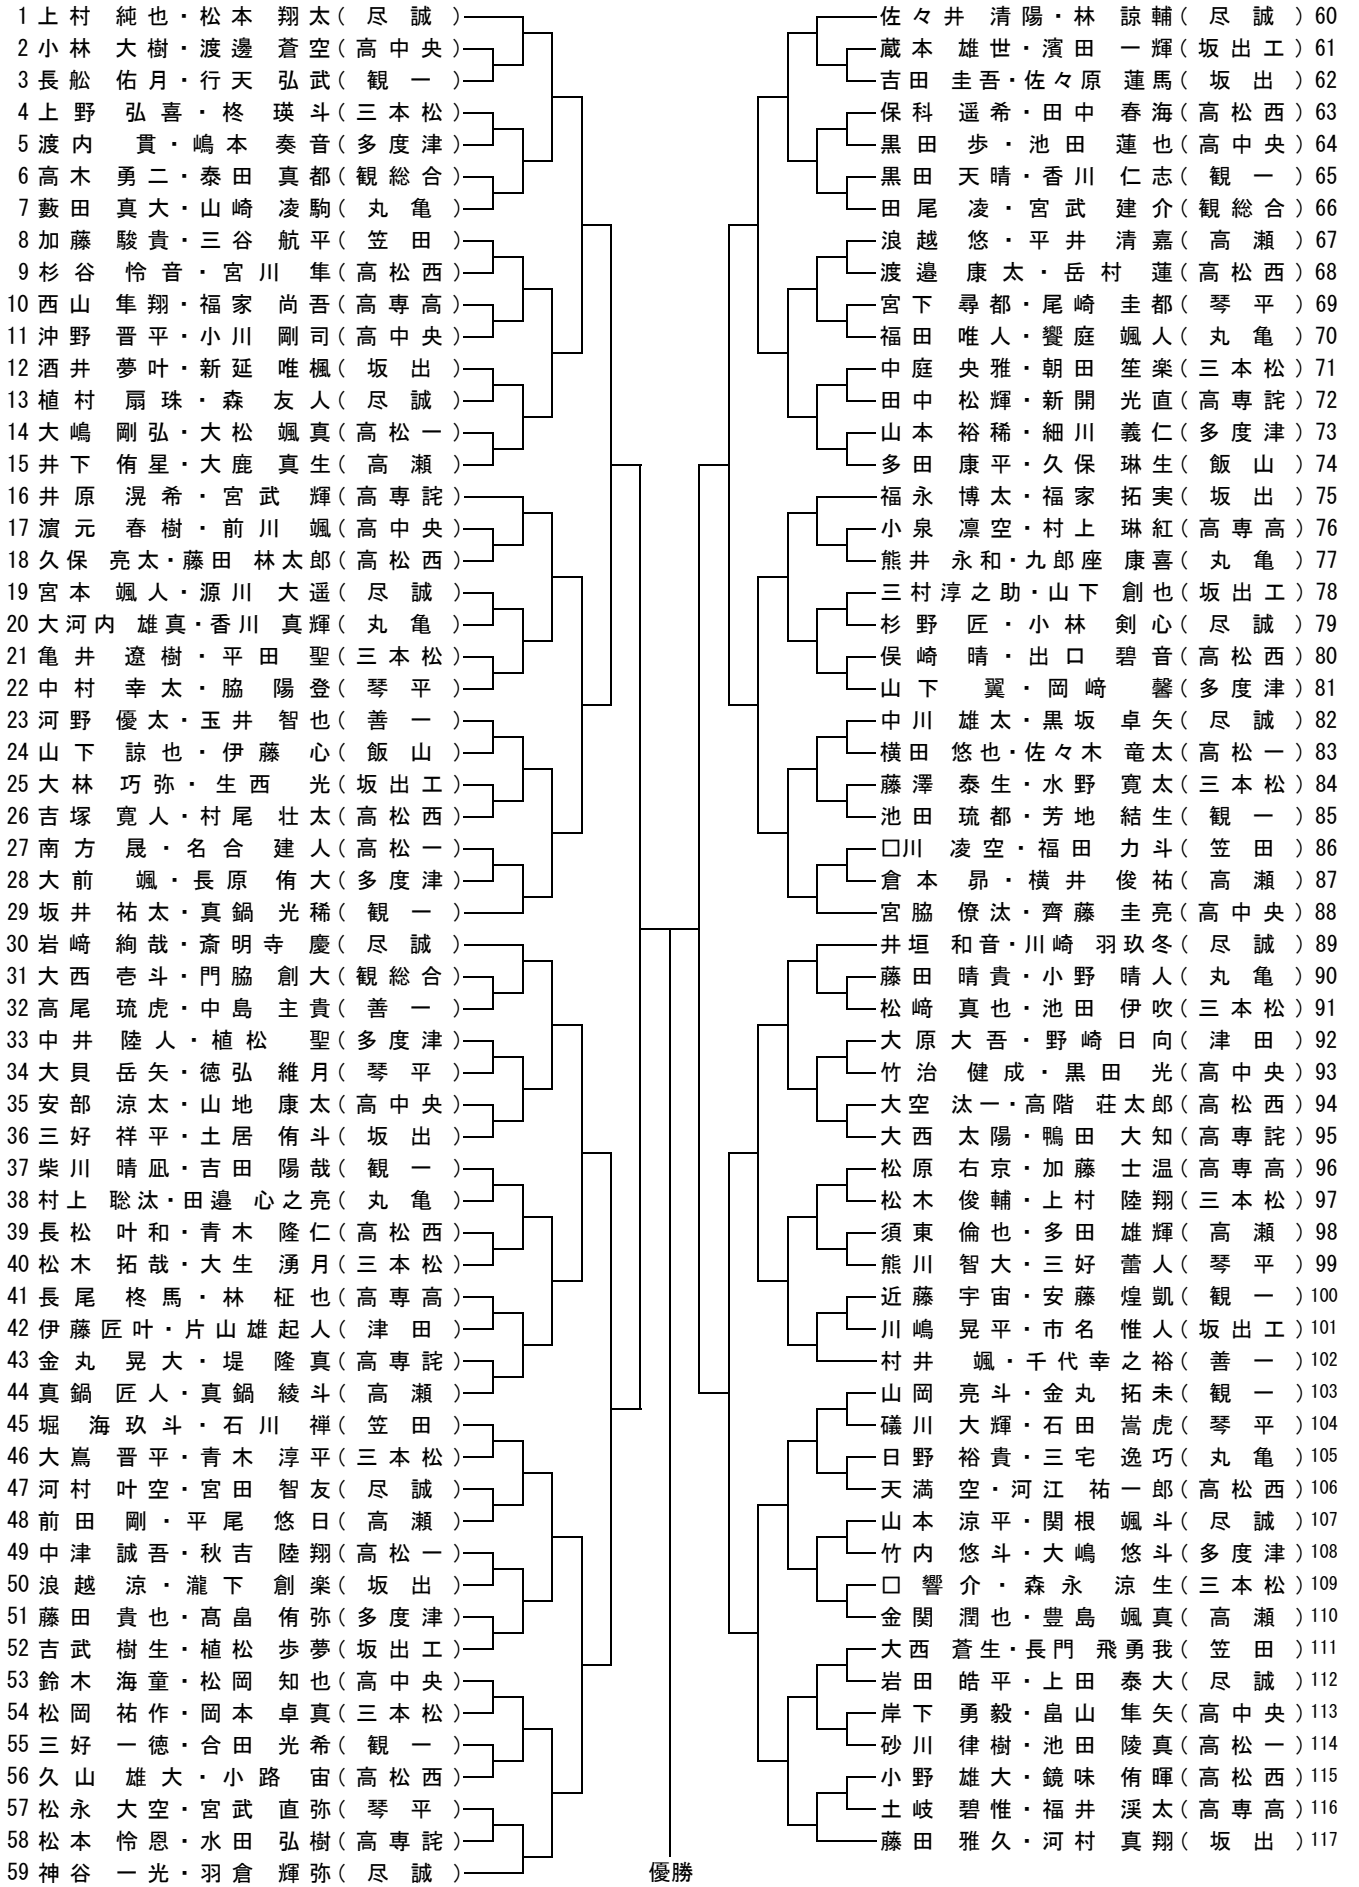 1 上村 純也・松本 翔太(尽誠)
2 小林 大樹・渡邊 蒼空(高中央)
3 長舩 佑月・行天 弘武(観一)
4 上野 弘喜・柊 瑛斗(三本松)
5 渡内 貫・嶋本 奏音(多度津)
6 高木 勇二・泰田 真都(観総合)
7 藪田 真大・山崎 凌駒(丸亀)
8 加藤 駿貴・三谷 航平(笠田)
9 杉谷 怜音・宮川 隼(高松西)
10 西山 隼翔・福家 尚吾(高専高)
11 沖野 晋平・小川 剛司(高中央)
12 酒井 夢叶・新延 唯楓(坂出)
13 植村 扇珠・森 友人(尽誠)
14 大嶋 剛弘・大松 颯真(高松一)
15 井下 侑星・大鹿 真生(高瀬)
16 井原 滉希・宮武 輝(高専詫)
17 濵元 春樹・前川 颯(高中央)
18 久保 亮太・藤田 林太郎(高松西)
19 宮本 颯人・源川 大遥(尽誠)
20 大河内 雄真・香川 真輝(丸亀)
21 亀井 遼樹・平田 聖(三本松)
22 中村 幸太・脇 陽登(琴平)
23 河野 優太・玉井 智也(善一)
24 山下 諒也・伊藤 心(飯山)
25 大林 巧弥・生西 光(坂出工)
26 吉塚 寛人・村尾 壮太(高松西)
27 南方 晟・名合 建人(高松一)
28 大前 颯・長原 侑大(多度津)
29 坂井 祐太・真鍋 光稀(観一)
30 岩﨑 絢哉・斎明寺 慶(尽誠)
31 大西 壱斗・門脇 創大(観総合)
32 高尾 琉虎・中島 主貴(善一)
33 中井 陸人・植松 聖(多度津)
34 大貝 岳矢・徳弘 維月(琴平)
35 安部 涼太・山地 康太(高中央)
36 三好 祥平・土居 侑斗(坂出)
37 柴川 晴凪・吉田 陽哉(観一)
38 村上 聡汰・田邉 心之亮(丸亀)
39 長松 叶和・青木 隆仁(高松西)
40 松木 拓哉・大生 湧月(三本松)
41 長尾 柊馬・林 柾也(高専高)
42 伊藤匠叶・片山雄起人(津田)
43 金丸 晃大・堤 隆真(高専詫)
44 真鍋 匠人・真鍋 綾斗(高瀬)
45 堀 海玖斗・石川 禅(笠田)
46 大嶌 晋平・青木 淳平(三本松)
47 河村 叶空・宮田 智友(尽誠)
48 前田 剛・平尾 悠日(高瀬)
49 中津 誠吾・秋吉 陸翔(高松一)
50 浪越 涼・瀧下 創楽(坂出)
51 藤田 貴也・髙畠 侑弥(多度津)
52 吉武 樹生・植松 歩夢(坂出工)
53 鈴木 海童・松岡 知也(高中央)
54 松岡 祐作・岡本 卓真(三本松)
55 三好 一徳・合田 光希(観一)
56 久山 雄大・小路 宙(高松西)
57 松永 大空・宮武 直弥(琴平)
58 松本 怜恩・水田 弘樹(高専詫)
59 神谷 一光・羽倉 輝弥(尽誠)
優勝
佐々井 清陽・林 諒輔(尽誠)60
蔵本 雄世・濱田 一輝(坂出工)61
吉田 圭吾・佐々原 蓮馬(坂出)62
保科 遥希・田中 春海(高松西)63
黒田 歩・池田 蓮也(高中央)64
黒田 天晴・香川 仁志(観一)65
田尾 凌・宮武 建介(観総合)66
浪越 悠・平井 清嘉(高瀬)67
渡邉 康太・岳村 蓮(高松西)68
宮下 尋都・尾崎 圭都(琴平)69
福田 唯人・饗庭 颯人(丸亀)70
中庭 央雅・朝田 笙楽(三本松)71
田中 松輝・新開 光直(高専詫)72
山本 裕稀・細川 義仁(多度津)73
多田 康平・久保 琳生(飯山)74
福永 博太・福家 拓実(坂出)75
小泉 凛空・村上 琳紅(高専高)76
熊井 永和・九郎座 康喜(丸亀)77
三村淳之助・山下 創也(坂出工)78
杉野 匠・小林 剣心(尽誠)79
俣崎 晴・出口 碧音(高松西)80
山下 翼・岡﨑 馨(多度津)81
中川 雄太・黒坂 卓矢(尽誠)82
横田 悠也・佐々木 竜太(高松一)83
藤澤 泰生・水野 寛太(三本松)84
池田 琉都・芳地 結生(観一)85
□川 凌空・福田 力斗(笠田)86
倉本 昴・横井 俊祐(高瀬)87
宮脇 僚汰・齊藤 圭亮(高中央)88
井垣 和音・川崎 羽玖冬(尽誠)89
藤田 晴貴・小野 晴人(丸亀)90
松﨑 真也・池田 伊吹(三本松)91
大原大吾・野崎日向(津田)92
竹治 健成・黒田 光(高中央)93
大空 汰一・高階 荘太郎(高松西)94
大西 太陽・鴨田 大知(高専詫)95
松原 右京・加藤 士温(高専高)96
松木 俊輔・上村 陸翔(三本松)97
須東 倫也・多田 雄輝(高瀬)98
熊川 智大・三好 蕾人(琴平)99
近藤 宇宙・安藤 煌凱(観一)100
川嶋 晃平・市名 惟人(坂出工)101
村井 颯・千代幸之裕(善一)102
山岡 亮斗・金丸 拓未(観一)103
礒川 大輝・石田 嵩虎(琴平)104
日野 裕貴・三宅 逸巧(丸亀)105
天満 空・河江 祐一郎(高松西)106
山本 涼平・関根 颯斗(尽誠)107
竹内 悠斗・大嶋 悠斗(多度津)108
□ 響介・森永 涼生(三本松)109
金関 潤也・豊島 颯真(高瀬)110
大西 蒼生・長門 飛勇我(笠田)111
岩田 皓平・上田 泰大(尽誠)112
岸下 勇毅・畠山 隼矢(高中央)113
砂川 律樹・池田 陵真(高松一)114
小野 雄大・鏡味 侑暉(高松西)115
土岐 碧惟・福井 渓太(高専高)116
藤田 雅久・河村 真翔(坂出)117